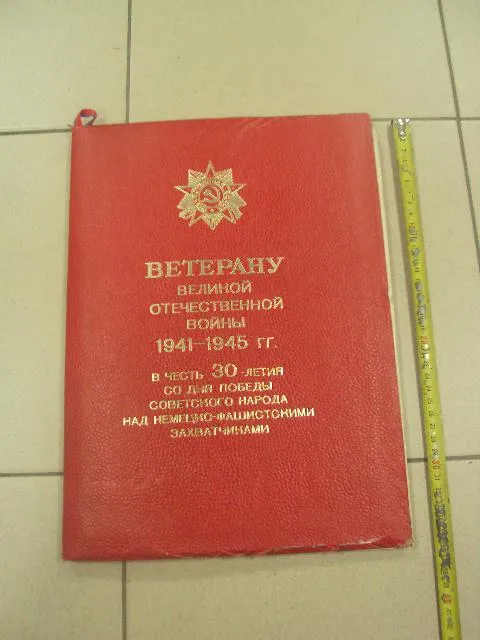 ВЕТЕРАНУ
ВЕЛИКОЙ
ОТЕЧЕСТВЕННОЙ
ВОЙНЫ
1941–1945 гг.
В ЧЕСТЬ 30-ЛЕТИЯ
СО ДНЯ ПОБЕДЫ
СОВЕТСКОГО НАРОДА
НАД НЕМЕЦКО-ФАШИСТСКИМИ
ЗАХВАТЧИКАМИ